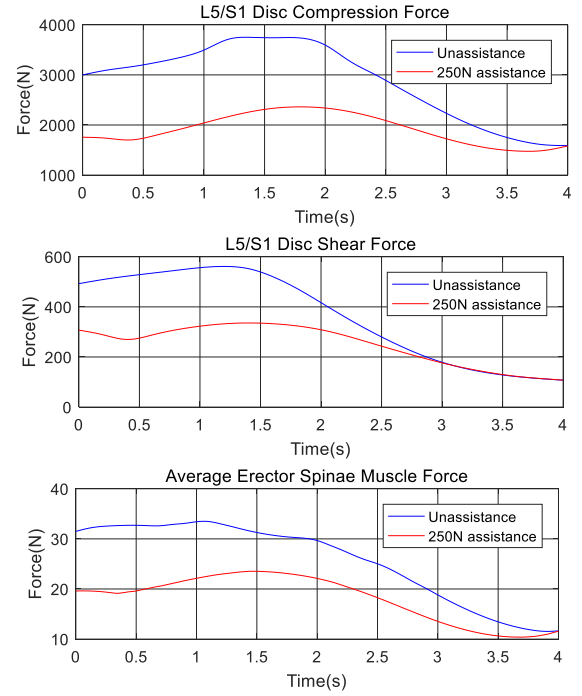 L5/S1 Disc Compression Force
4000
3000
2000
1000
Force(N)
Unassistance
250N assistance
0 0.5 1 1.5 2 2.5 3 3.5 4
Time(s)
L5/S1 Disc Shear Force
600
400
200
0
Force(N)
Unassistance
250N assistance
0 0.5 1 1.5 2 2.5 3 3.5 4
Time(s)
Average Erector Spinae Muscle Force
40
30
20
10
Force(N)
Unassistance
250N assistance
0 0.5 1 1.5 2 2.5 3 3.5 4
Time(s)